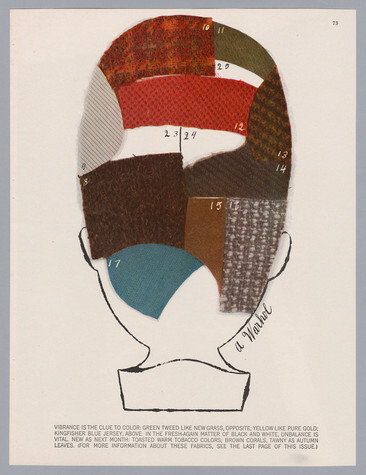 73
10 11
20
12
23 24
13
9
14
8
15 16
17
a Warhol
VIBRANCE IS THE CLUE TO COLOR: GREEN TWEED LIKE NEW GRASS, OPPOSITE; YELLOW LIKE PURE GOLD;
KINGFISHER BLUE JERSEY, ABOVE. IN THE FRESH-AGAIN MATTER OF BLACK AND WHITE, UNBALANCE IS
VITAL. NEW AS NEXT MONTH: TOASTED WARM TOBACCO COLORS; BROWN CORALS, TAWNY AS AUTUMN
LEAVES. (FOR MORE INFORMATION ABOUT THESE FABRICS, SEE THE LAST PAGE OF THIS ISSUE.)